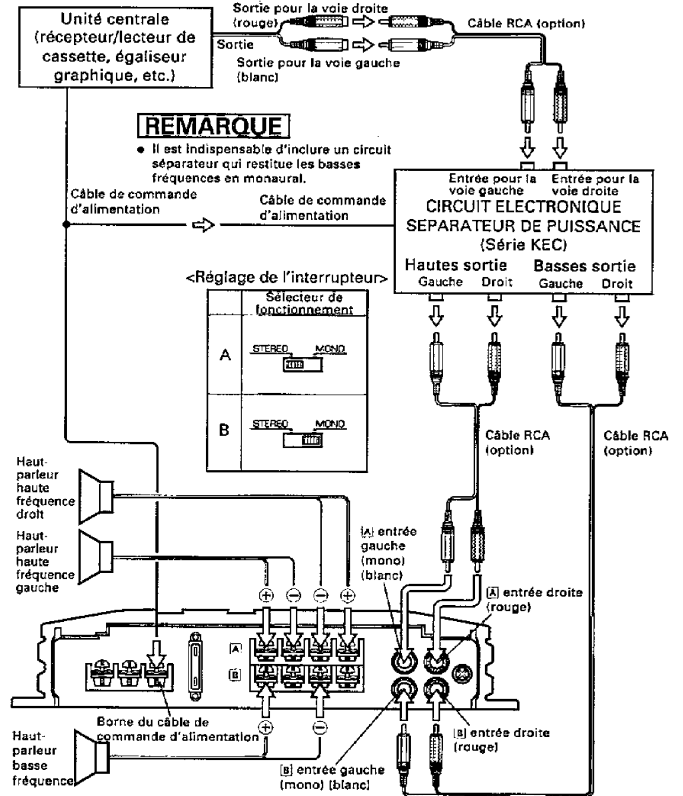 Unité centrale
(récepteur/lecteur de
cassette, égaliseur
graphique, etc.)
Sortie pour la voie droite
(rouge)
Sortie
Sortie pour la voie gauche
(blanc)
Câble RCA (option)
REMARQUE
● Il est indispensable d'inclure un circuit
séparateur qui restitue les basses
fréquences en monaural.
Câble de commande
d'alimentation
Câble de commande
d'alimentation
Entrée pour la
voie gauche
Entrée pour la
voie droite
CIRCUIT ELECTRONIQUE
SEPARATEUR DE PUISSANCE
(Série KEC)
Hautes sortie
Basses sortie
Gauche
Droit
Gauche
Droit
<Réglage de l'interrupteur>
Sélecteur de
fonctionnement
A
STEREO
MONO
B
STEREO
MONO
Câble RCA
(option)
Câble RCA
(option)
Haut-
parleur
haute
fréquence
droit
Haut-
parleur
haute
fréquence
gauche
⊕ ⊖ ⊖ ⊕
A entrée
gauche
(mono)
(blanc)
A entrée droite
(rouge)
A
B
Borne du câble de
commande d'alimentation
⊕ ⊖
Haut-
parleur
basse
fréquence
B entrée gauche
(mono) (blanc)
B entrée droite
(rouge)